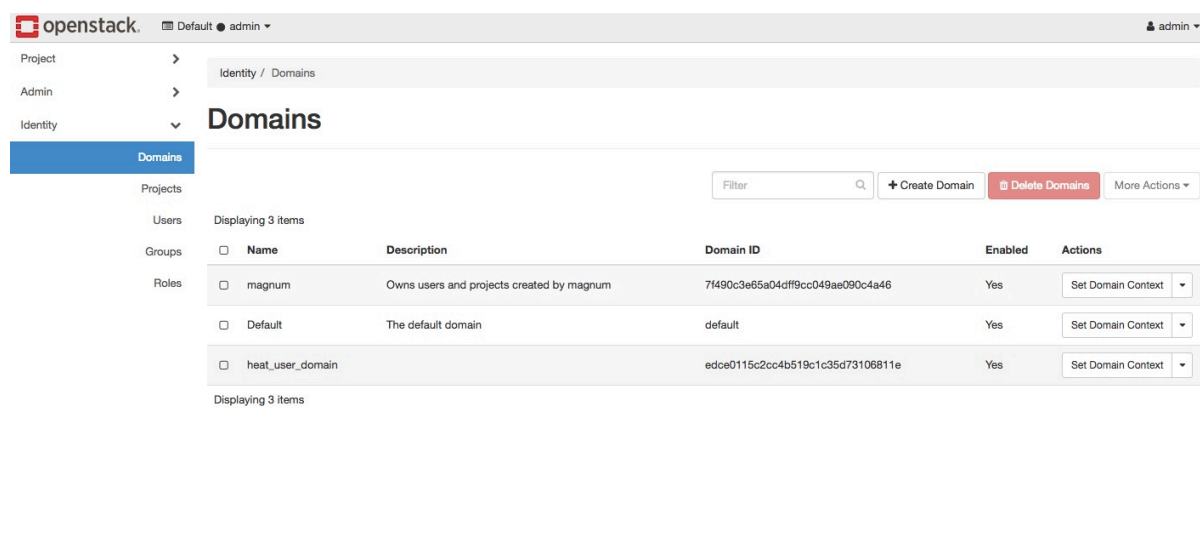 openstack. Default ● admin admin
Project
Admin
Identity
Domains
Projects
Users
Groups
Roles
Identity / Domains
Domains
Filter + Create Domain Delete Domains More Actions
Displaying 3 items
Name Description Domain ID Enabled Actions
magnum Owns users and projects created by magnum 7f490c3e65a04dff9cc049ae090c4a46 Yes Set Domain Context
Default The default domain default Yes Set Domain Context
heat_user_domain edce0115c2cc4b519c1c35d73106811e Yes Set Domain Context
Displaying 3 items